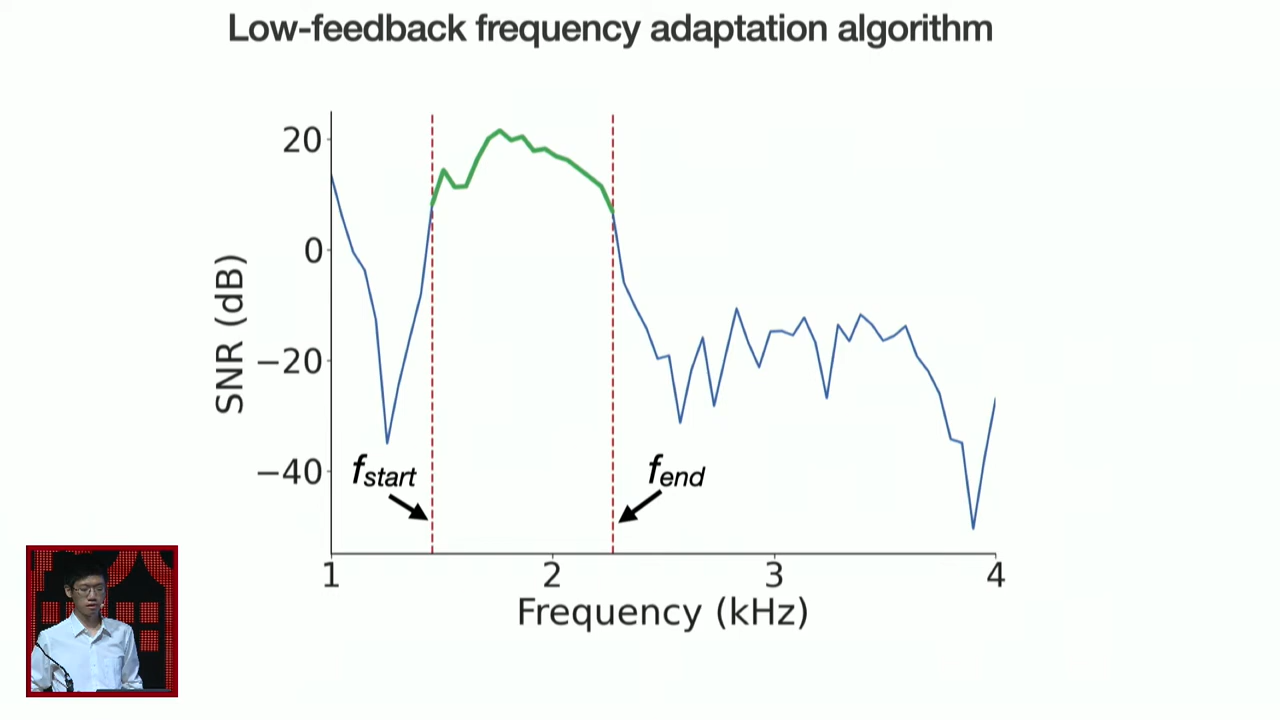 Low-feedback frequency adaptation algorithm
20
0
−20
−40
SNR (dB)
fstart
fend
1 2 3 4
Frequency (kHz)